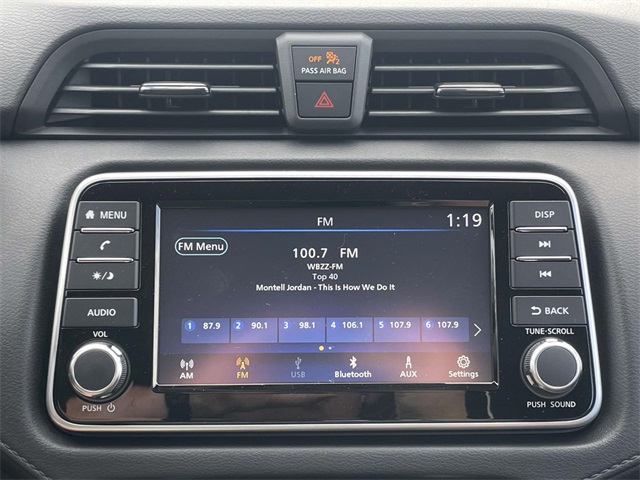 OFF
PASS AIR BAG
MENU
DISP
FM
1:19
FM Menu
100.7 FM
WBZZ-FM
Top 40
Montell Jordan - This Is How We Do It
AUDIO
BACK
1 87.9 2 90.1 3 98.1 4 106.1 5 107.9 6 107.9
VOL
TUNE-SCROLL
AM FM USB Bluetooth AUX Settings
PUSH
PUSH SOUND